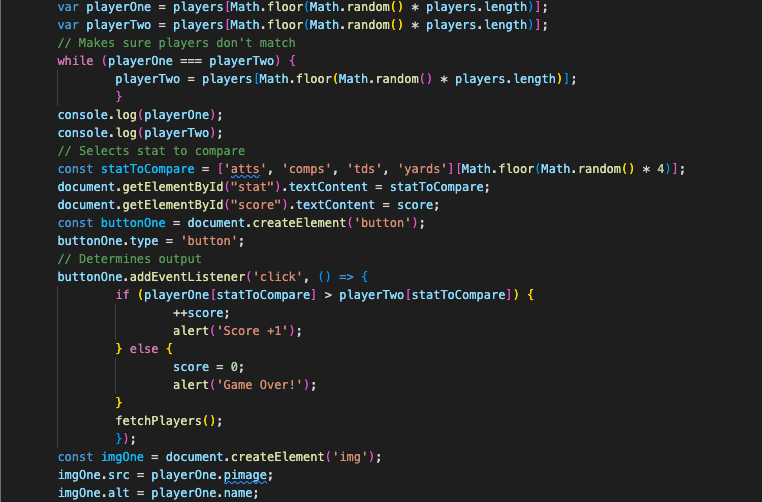 var playerOne = players[Math.floor(Math.random() * players.length)];
var playerTwo = players[Math.floor(Math.random() * players.length)];
// Makes sure players don't match
while (playerOne === playerTwo) {
playerTwo = players[Math.floor(Math.random() * players.length)];
}
console.log(playerOne);
console.log(playerTwo);
// Selects stat to compare
const statToCompare = ['atts', 'comps', 'tds', 'yards'][Math.floor(Math.random() * 4)];
document.getElementById("stat").textContent = statToCompare;
document.getElementById("score").textContent = score;
const buttonOne = document.createElement('button');
buttonOne.type = 'button';
// Determines output
buttonOne.addEventListener('click', () => {
if (playerOne[statToCompare] > playerTwo[statToCompare]) {
++score;
alert('Score +1');
} else {
score = 0;
alert('Game Over!');
}
fetchPlayers();
});
const imgOne = document.createElement('img');
imgOne.src = playerOne.pimage;
imgOne.alt = playerOne.name;